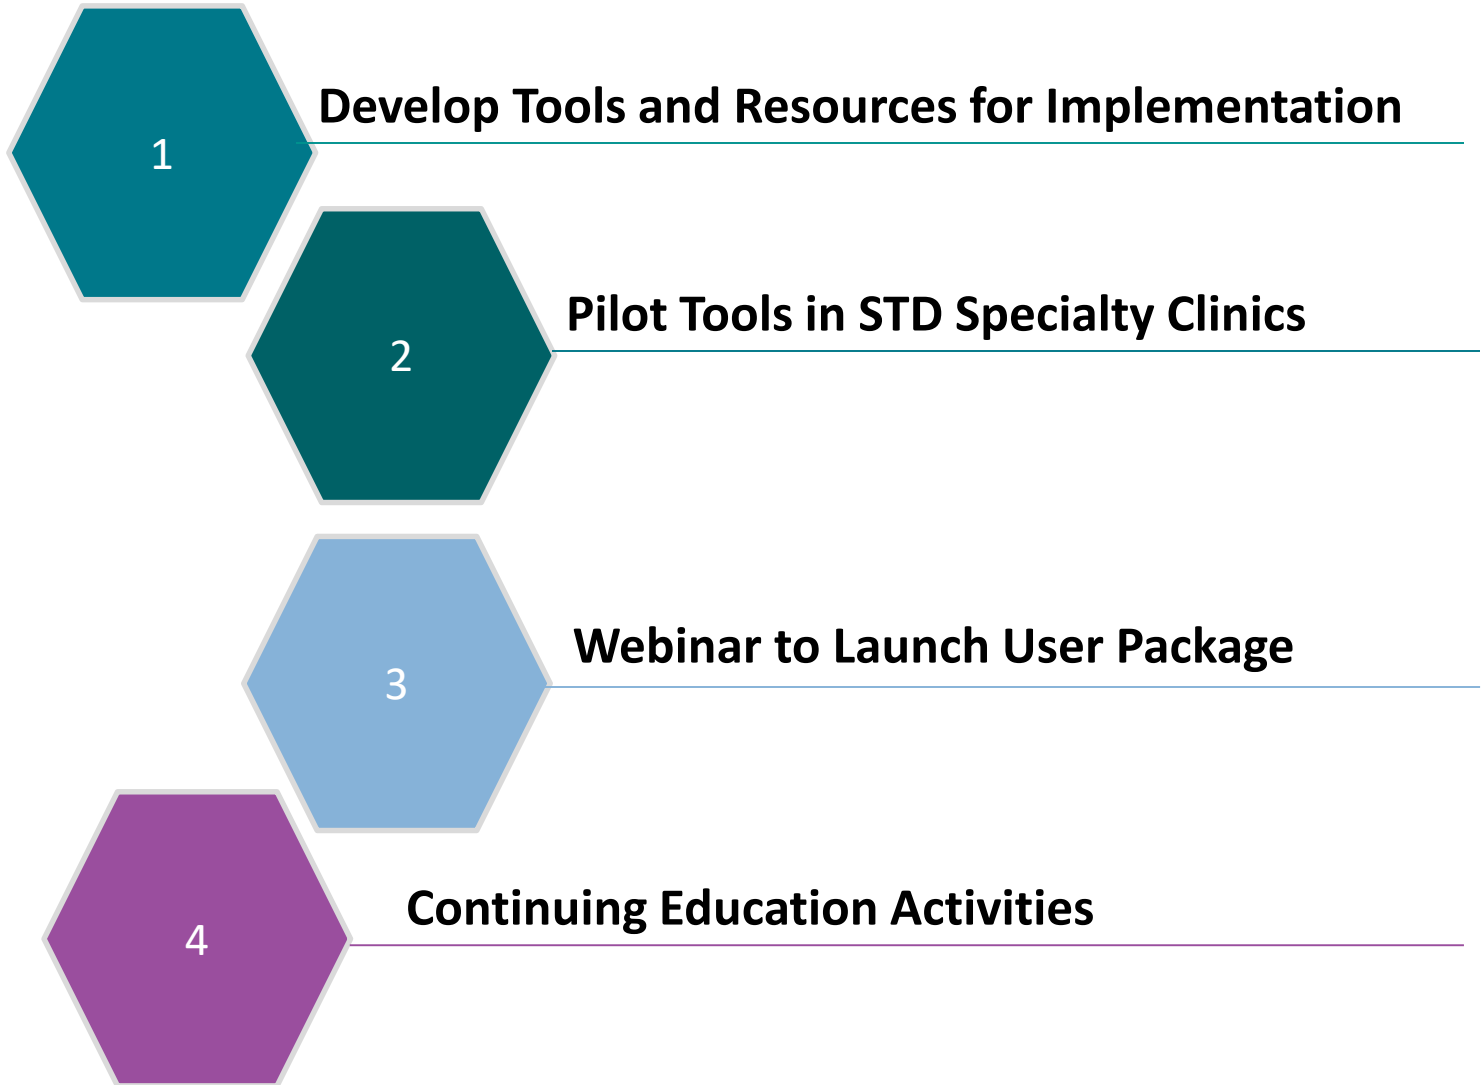 1
Develop Tools and Resources for Implementation
2
Pilot Tools in STD Specialty Clinics
3
Webinar to Launch User Package
4
Continuing Education Activities